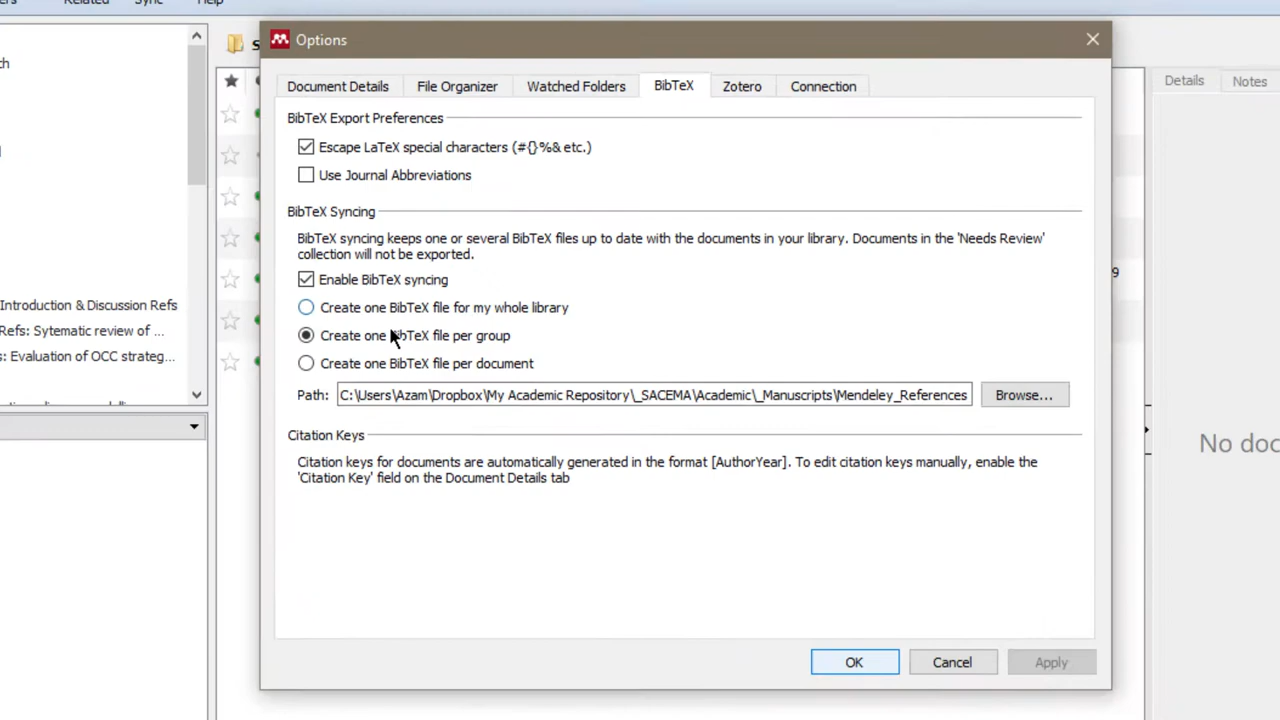 Related Sync Help
Options
Document Details File Organizer Watched Folders BibTeX Zotero Connection
Details Notes
ch
BibTeX Export Preferences
Escape LaTeX special characters (#{}%& etc.)
Use Journal Abbreviations
BibTeX Syncing
BibTeX syncing keeps one or several BibTeX files up to date with the documents in your library. Documents in the 'Needs Review'
collection will not be exported.
Enable BibTeX syncing
9
Create one BibTeX file for my whole library
Introduction & Discussion Refs
Create one BibTeX file per group
Refs: Sytematic review of ...
s: Evaluation of OCC strateg...
Create one BibTeX file per document
Path: C:\Users\Azam\Dropbox\My Academic Repository\_SACEMA\Academic\_Manuscripts\Mendeley_References Browse...
Citation Keys
No doc
Citation keys for documents are automatically generated in the format [AuthorYear]. To edit citation keys manually, enable the
'Citation Key' field on the Document Details tab
OK Cancel Apply